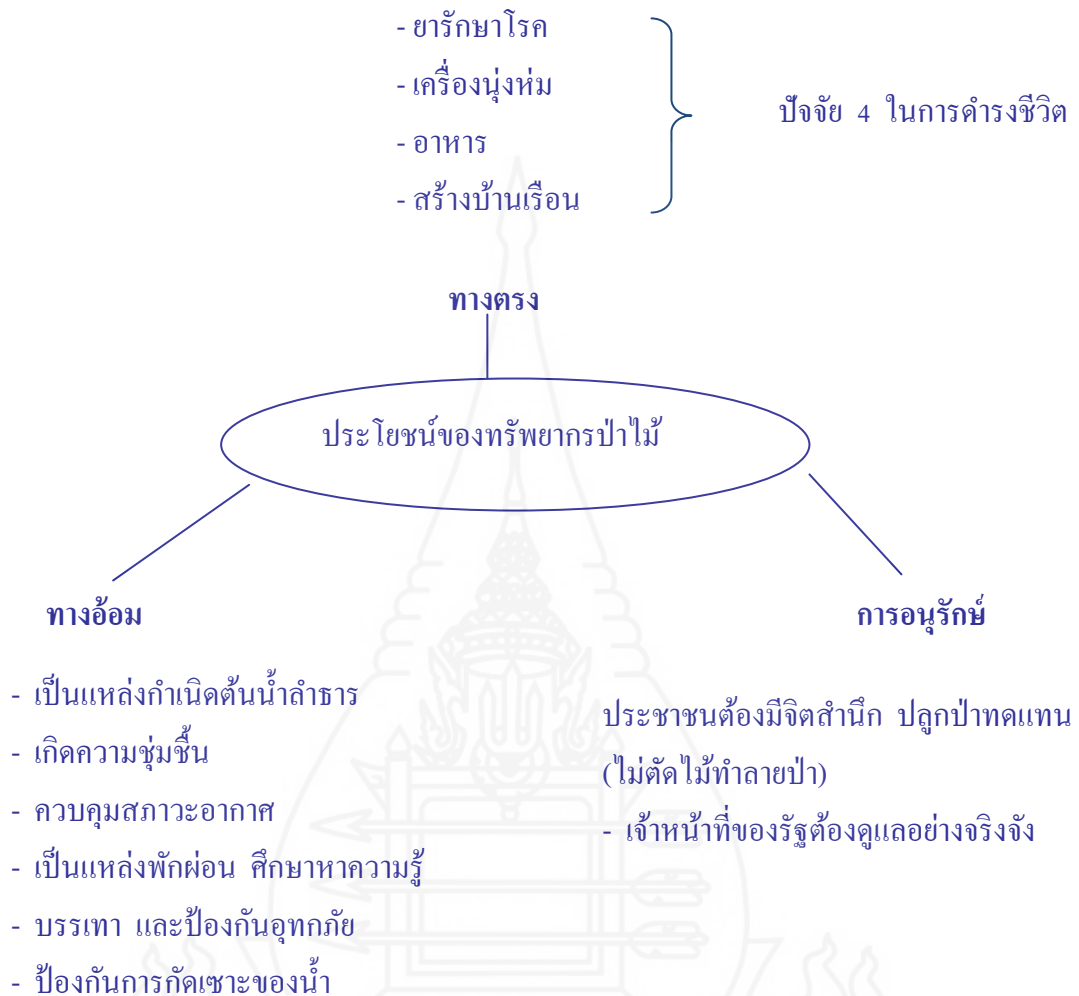 - ยารักษาโรค
- เครื่องนุ่งห่ม
- อาหาร
- สร้างบ้านเรือน
ปัจจัย 4 ในการดำรงชีวิต
ทางตรง
ประโยชน์ของทรัพยากรป่าไม้
ทางอ้อม
- เป็นแหล่งกำเนิดต้นน้ำลำธาร
- เกิดความชุ่มชื้น
- ควบคุมสภาวะอากาศ
- เป็นแหล่งพักผ่อน ศึกษาหาความรู้
- บรรเทา และป้องกันอุทกภัย
- ป้องกันการกัดเซาะของน้ำ
การอนุรักษ์
ประชาชนต้องมีจิตสำนึก ปลูกป่าทดแทน
(ไม่ตัดไม้ทำลายป่า)
- เจ้าหน้าที่ของรัฐต้องดูแลอย่างจริงจัง